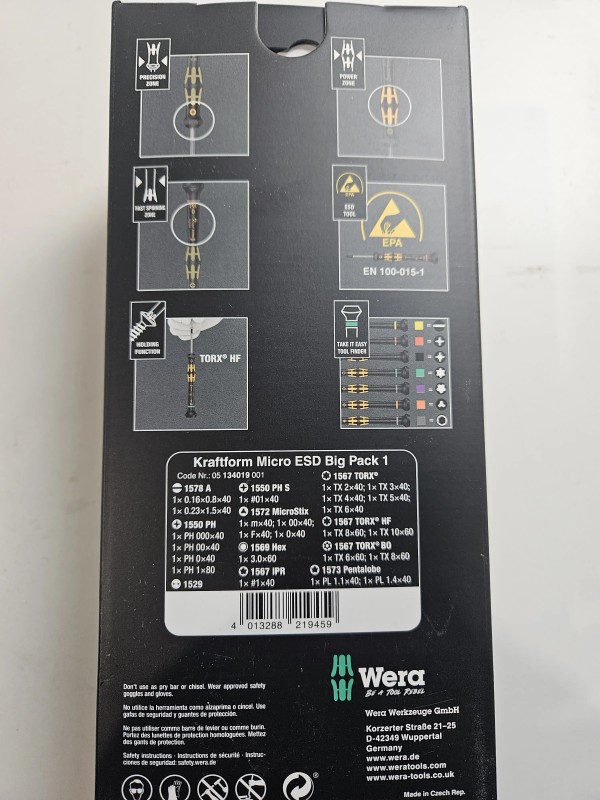 PRECISION
ZONE
POWER
ZONE
FAST SPINNING
ZONE
EPA
ESD
TOOL
EPA
EN 100-015-1
HOLDING
FUNCTION
TORX® HF
TAKE IT EASY
TOOL FINDER
Kraftform Micro ESD Big Pack 1
Code Nr.: 05 134019 001
1578 A
1× 0.16×0.8×40
1× 0.23×1.5×40
1550 PH
1× PH 000×40
1× PH 00×40
1× PH 0×40
1× PH 1×80
1529
1550 PH S
1× #01×40
1572 MicroStix
1× m×40; 1× 00×40;
1× F×40; 1× 0×40
1569 Hex
1× 3.0×60
1567 IPR
1× #1×40
1567 TORX®
1× TX 2×40; 1× TX 3×40;
1× TX 4×40; 1× TX 5×40;
1× TX 6×40
1567 TORX® HF
1× TX 8×60; 1× TX 10×60
1567 TORX® BO
1× TX 6×60; 1× TX 8×60
1573 Pentalobe
1× PL 1.1×40; 1× PL 1.4×40
4 013288 219459
Don't use as pry bar or chisel. Wear approved safety
goggles and gloves.
No utilice la herramienta como alzaprima o cincel. Use
gafas de seguridad y guantes de protección.
Ne pas utiliser comme barre de levier ou comme burin.
Portez des lunettes de protection homologuées. Mettez
des gants de protection.
Safety instructions · Instructions de sécurité · Instruc-
ciones de seguridad: safety.wera.de
Wera
BE A TOOL REBEL
Wera Werkzeuge GmbH
Korzerter Straße 21–25
D-42349 Wuppertal
Germany
www.wera.de
www.weratools.com
www.wera-tools.co.uk
Made in Czech Rep.